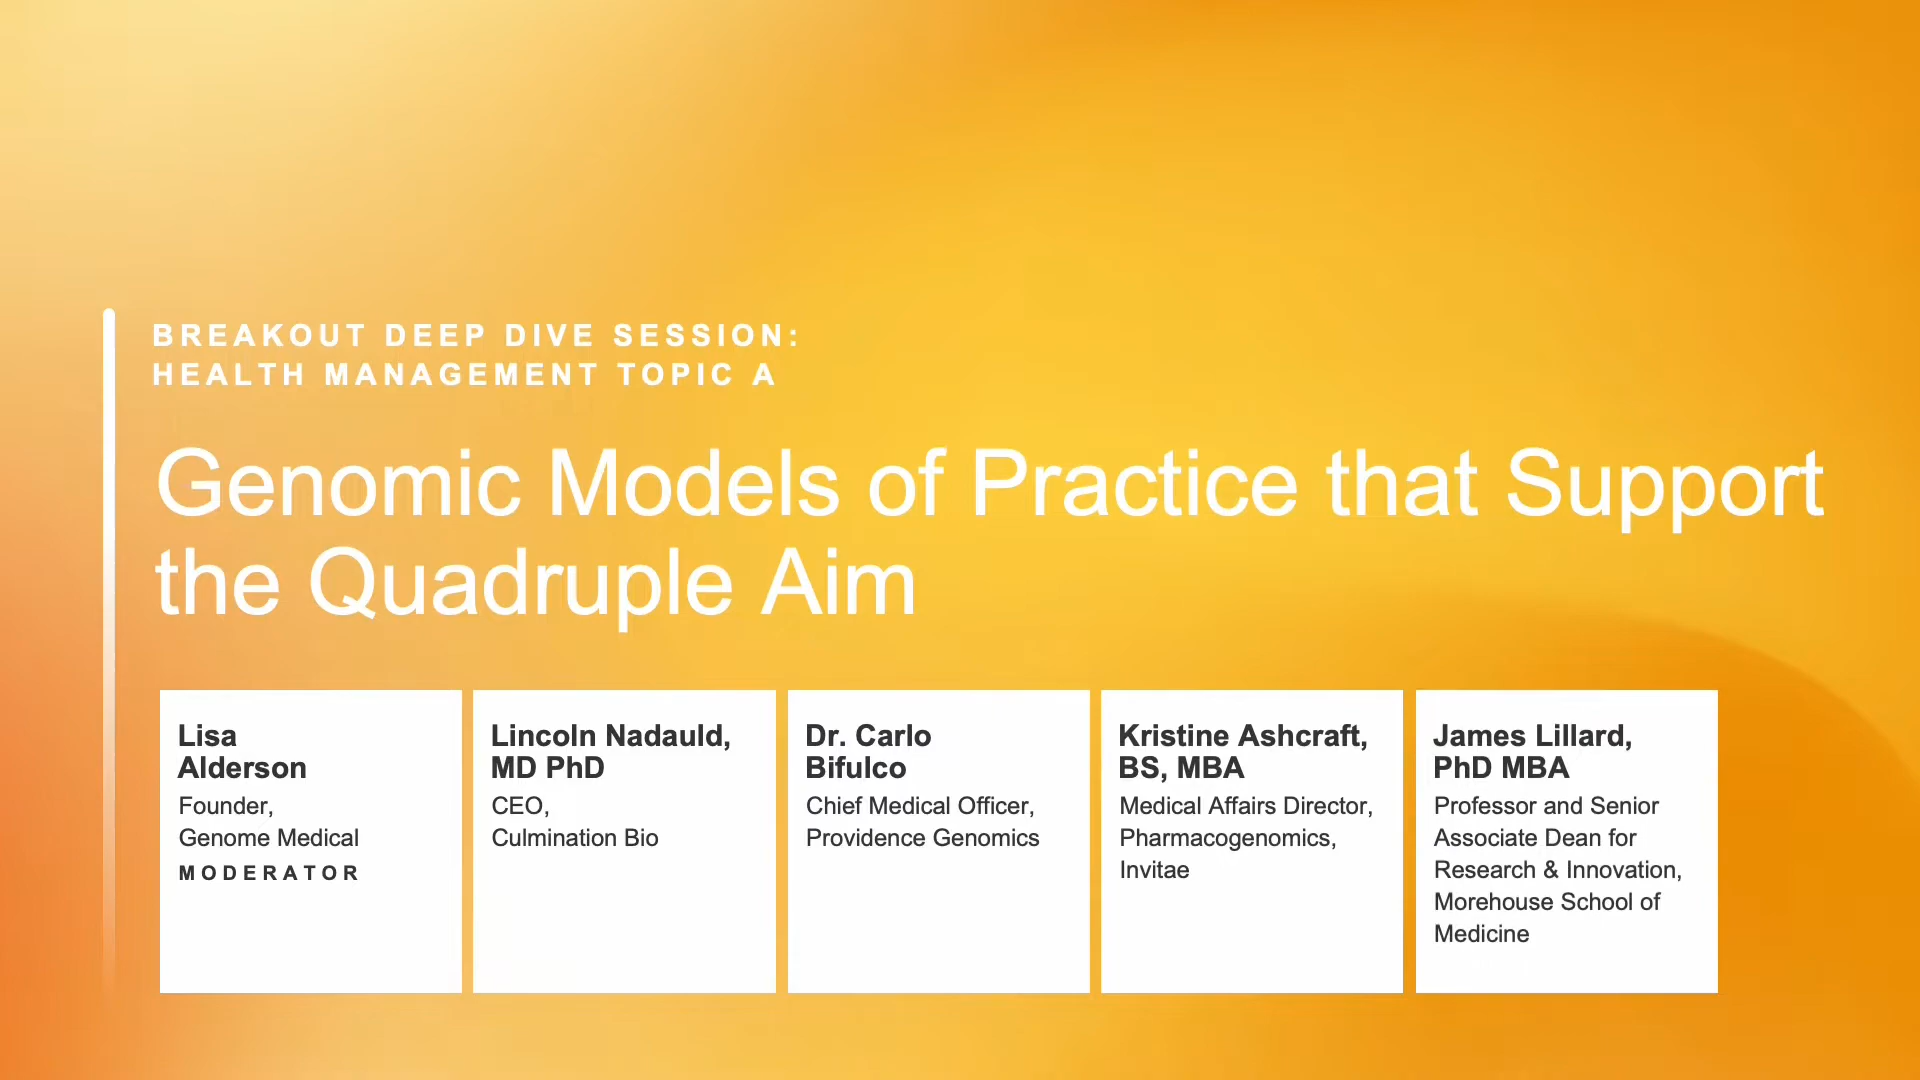 BREAKOUT DEEP DIVE SESSION:
HEALTH MANAGEMENT TOPIC A
Genomic Models of Practice that Support
the Quadruple Aim
Lisa
Alderson
Founder,
Genome Medical
MODERATOR
Lincoln Nadauld,
MD PhD
CEO,
Culmination Bio
Dr. Carlo
Bifulco
Chief Medical Officer,
Providence Genomics
Kristine Ashcraft,
BS, MBA
Medical Affairs Director,
Pharmacogenomics,
Invitae
James Lillard,
PhD MBA
Professor and Senior
Associate Dean for
Research & Innovation,
Morehouse School of
Medicine